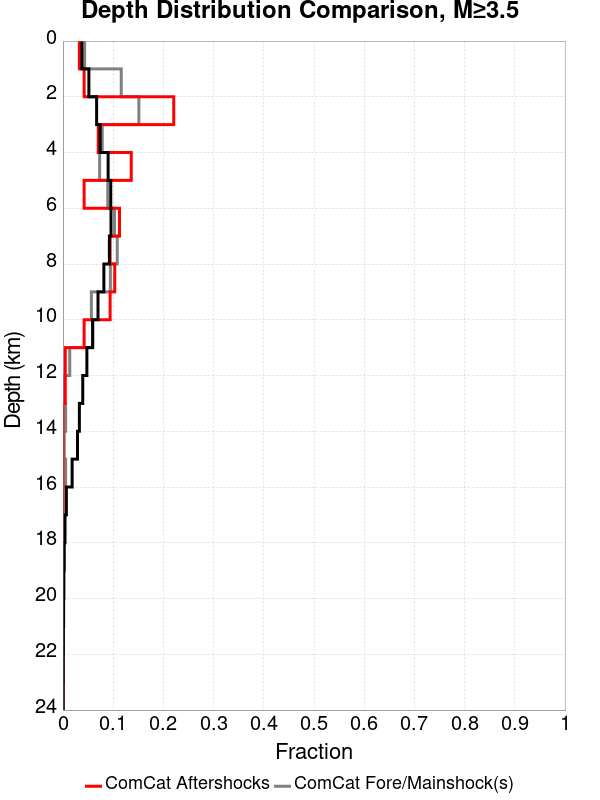 Depth Distribution Comparison, M≥3.5
0
2
4
6
8
10
12
14
16
18
20
22
24
Depth (km)
0 0.1 0.2 0.3 0.4 0.5 0.6 0.7 0.8 0.9 1
Fraction
ComCat Aftershocks ComCat Fore/Mainshock(s)